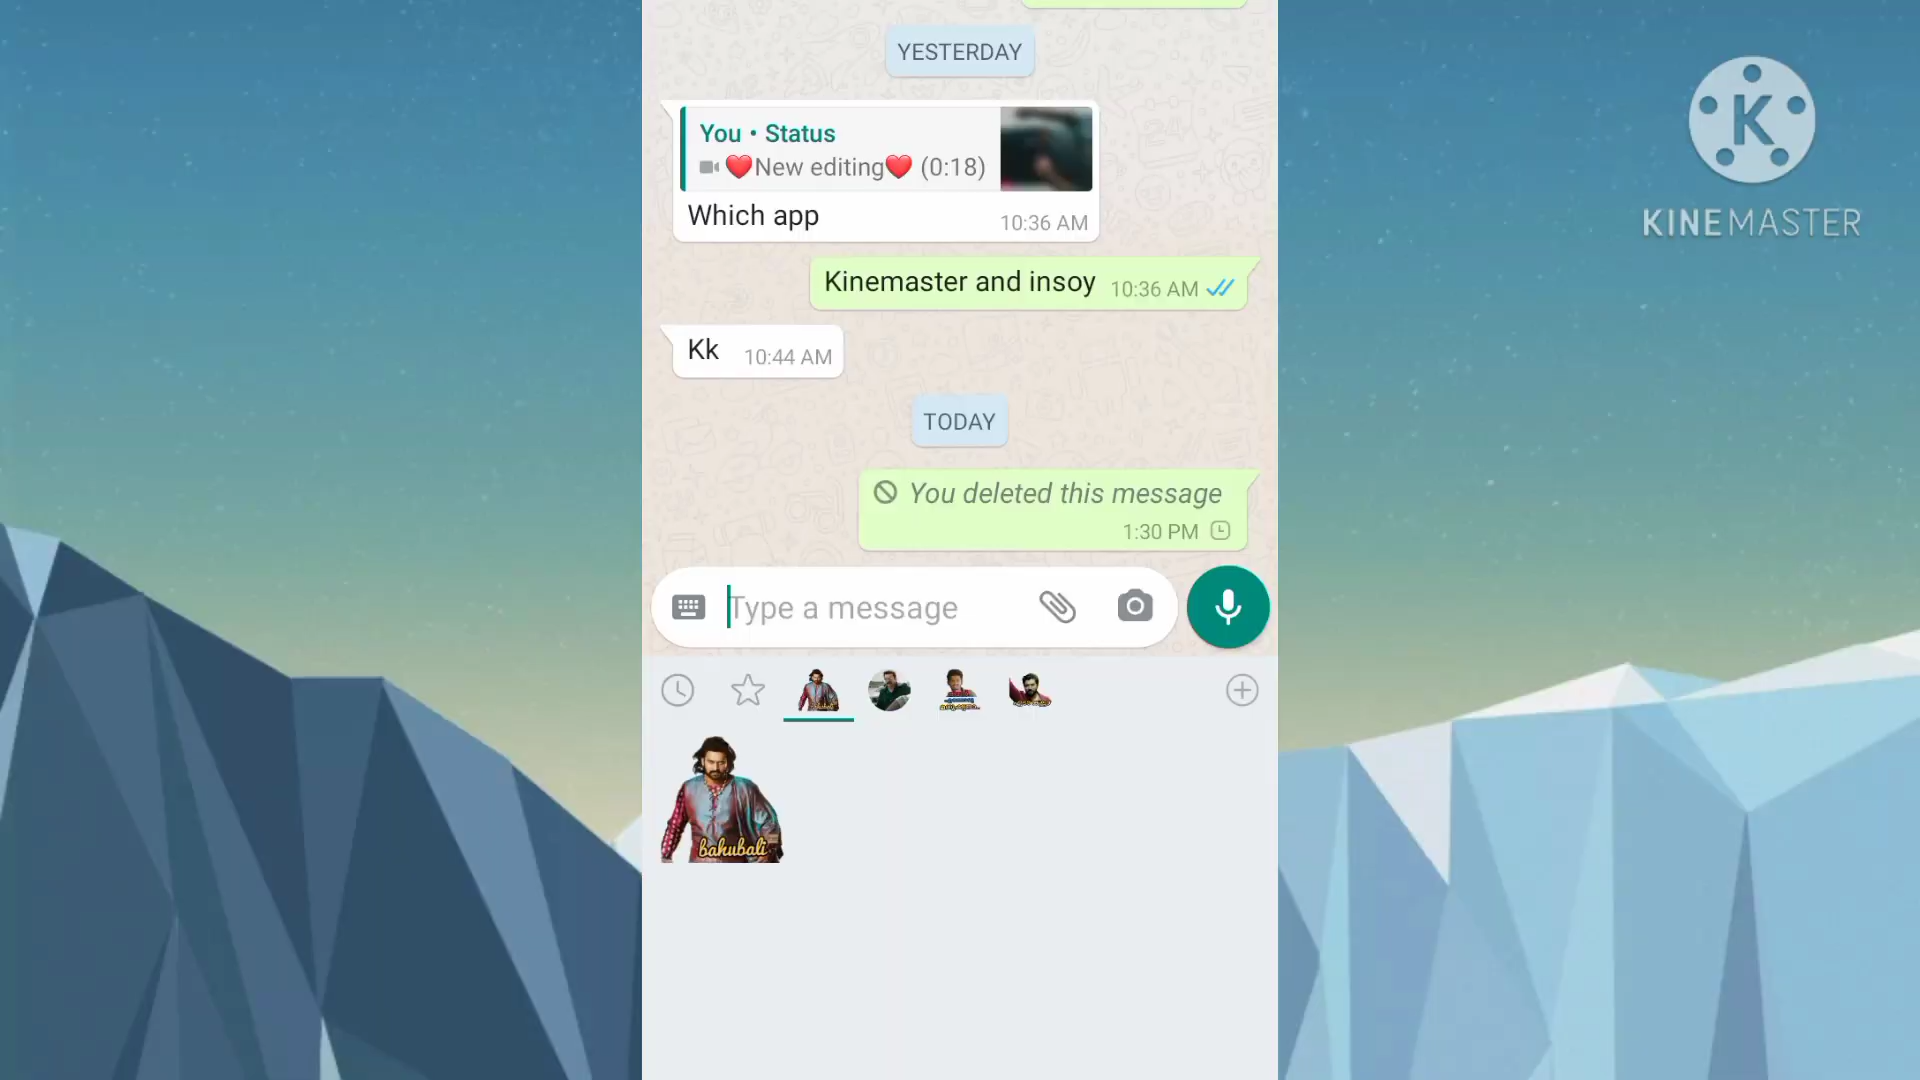 YESTERDAY
You • Status
❤️New editing❤️ (0:18)
Which app
10:36 AM
Kinemaster and insoy
10:36 AM
Kk
10:44 AM
TODAY
You deleted this message
1:30 PM
Type a message
bahubali
K
KINEMASTER